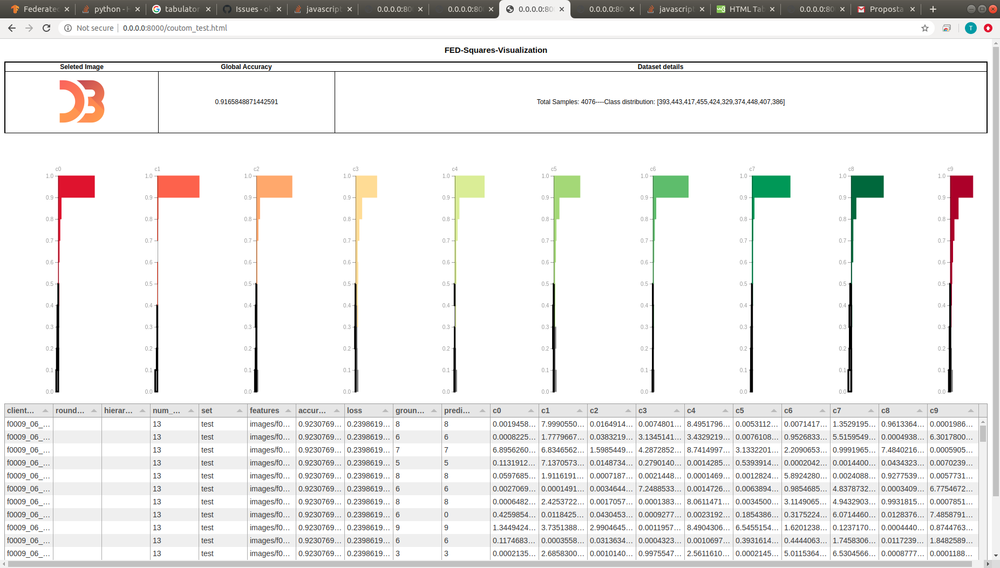 Federated
python - H
tabulator
Issues · ol
javascript
0.0.0.0:80
0.0.0.0:80
0.0.0.0:80
0.0.0.0:80
javascript
HTML Tab
0.0.0.0:80
Proposta
Not secure
0.0.0.0:8000/coutom_test.html
T
FED-Squares-Visualization
Seleted Image Global Accuracy Dataset details
0.9165848871442591 Total Samples: 4076----Class distribution: [393,443,417,455,424,329,374,448,407,386]
c0 c1 c2 c3 c4 c5 c6 c7 c8 c9
1.0 1.0 1.0 1.0 1.0 1.0 1.0 1.0 1.0 1.0
0.9 0.9 0.9 0.9 0.9 0.9 0.9 0.9 0.9 0.9
0.8 0.8 0.8 0.8 0.8 0.8 0.8 0.8 0.8 0.8
0.7 0.7 0.7 0.7 0.7 0.7 0.7 0.7 0.7 0.7
0.6 0.6 0.6 0.6 0.6 0.6 0.6 0.6 0.6 0.6
0.5 0.5 0.5 0.5 0.5 0.5 0.5 0.5 0.5 0.5
0.4 0.4 0.4 0.4 0.4 0.4 0.4 0.4 0.4 0.4
0.3 0.3 0.3 0.3 0.3 0.3 0.3 0.3 0.3 0.3
0.2 0.2 0.2 0.2 0.2 0.2 0.2 0.2 0.2 0.2
0.1 0.1 0.1 0.1 0.1 0.1 0.1 0.1 0.1 0.1
0.0 0.0 0.0 0.0 0.0 0.0 0.0 0.0 0.0 0.0
client... round... hierar... num_... set features accur... loss groun... predi... c0 c1 c2 c3 c4 c5 c6 c7 c8 c9
f0009_06_... 13 test images/f0... 0.9230769... 0.2398619... 8 8 0.0019458... 7.9990550... 0.0164914... 0.0074801... 8.4951796... 0.0053112... 0.0071417... 1.3529195... 0.9613364... 0.0001986...
f0009_06_... 13 test images/f0... 0.9230769... 0.2398619... 6 6 0.0008225... 1.7779667... 0.0383219... 3.1345141... 3.4329219... 0.0076108... 0.9526833... 5.5159549... 0.0004938... 6.3017800...
f0009_06_... 13 test images/f0... 0.9230769... 0.2398619... 7 7 6.8956260... 6.8346562... 1.5985449... 4.2872852... 8.7414997... 3.1332201... 2.2090653... 0.9991965... 7.4840216... 0.0005905...
f0009_06_... 13 test images/f0... 0.9230769... 0.2398619... 5 5 0.1131912... 7.1370573... 0.0148734... 0.2790140... 0.0014285... 0.5393914... 0.0002042... 0.0014400... 0.0434323... 0.0070239...
f0009_06_... 13 test images/f0... 0.9230769... 0.2398619... 8 8 0.0597685... 1.9116191... 0.0007187... 0.0021448... 0.0001469... 0.0012824... 5.8924280... 0.0024088... 0.9277539... 0.0057731...
f0009_06_... 13 test images/f0... 0.9230769... 0.2398619... 6 6 0.0027069... 0.0001491... 0.0034644... 7.2488533... 0.0014726... 0.0063894... 0.9854685... 4.8378732... 0.0003409... 6.7754672...
f0009_06_... 13 test images/f0... 0.9230769... 0.2398619... 8 8 0.0006482... 2.4253722... 0.0017057... 0.0001383... 8.0611471... 0.0034500... 3.1149065... 4.9432903... 0.9931815... 0.0007851...
f0009_06_... 13 test images/f0... 0.9230769... 0.2398619... 6 0 0.4259854... 0.0118425... 0.0430453... 0.0009277... 0.0023192... 0.1854386... 0.3175224... 6.0714460... 0.0128376... 7.4858791...
f0009_06_... 13 test images/f0... 0.9230769... 0.2398619... 9 9 1.3449424... 3.7351388... 2.9904645... 0.0011957... 8.4904306... 6.5455154... 1.6201238... 0.1237170... 0.0004440... 0.8744763...
f0009_06_... 13 test images/f0... 0.9230769... 0.2398619... 6 6 0.1174683... 0.0003558... 0.0313634... 0.0004323... 0.0010697... 0.3931614... 0.4444063... 1.7458306... 0.0117239... 1.8482589...
f0009_06_... 13 test images/f0... 0.9230769... 0.2398619... 3 3 0.0002135... 2.6858300... 0.0010140... 0.9975547... 2.5611610... 0.0002145... 5.0115364... 6.5304566... 0.0008777... 0.0001188...